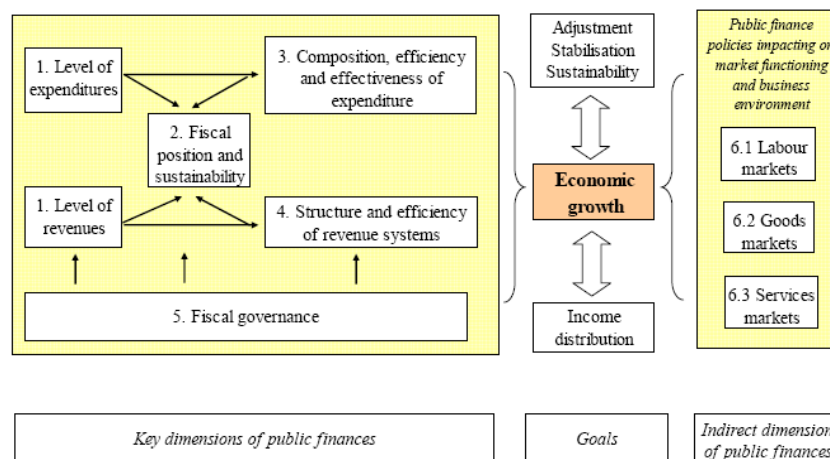 1. Level of
expenditures
3. Composition, efficiency
and effectiveness of
expenditure
2. Fiscal
position and
sustainability
1. Level of
revenues
4. Structure and efficiency
of revenue systems
5. Fiscal governance
Adjustment
Stabilisation
Sustainability
Economic
growth
Income
distribution
Public finance
policies impacting on
market functioning
and business
environment
6.1 Labour
markets
6.2 Goods
markets
6.3 Services
markets
Key dimensions of public finances
Goals
Indirect dimension
of public finances